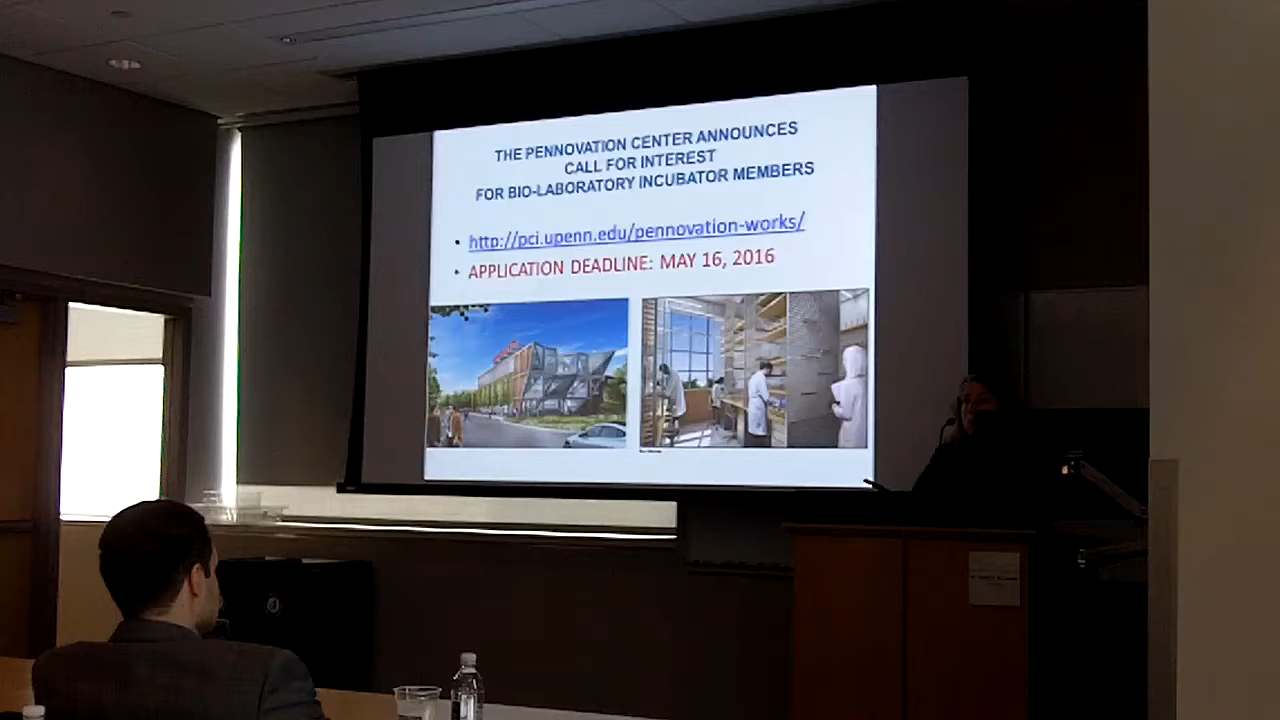 THE PENNOVATION CENTER ANNOUNCES
CALL FOR INTEREST
FOR BIO-LABORATORY INCUBATOR MEMBERS
• http://pci.upenn.edu/pennovation-works/
• APPLICATION DEADLINE: MAY 16, 2016